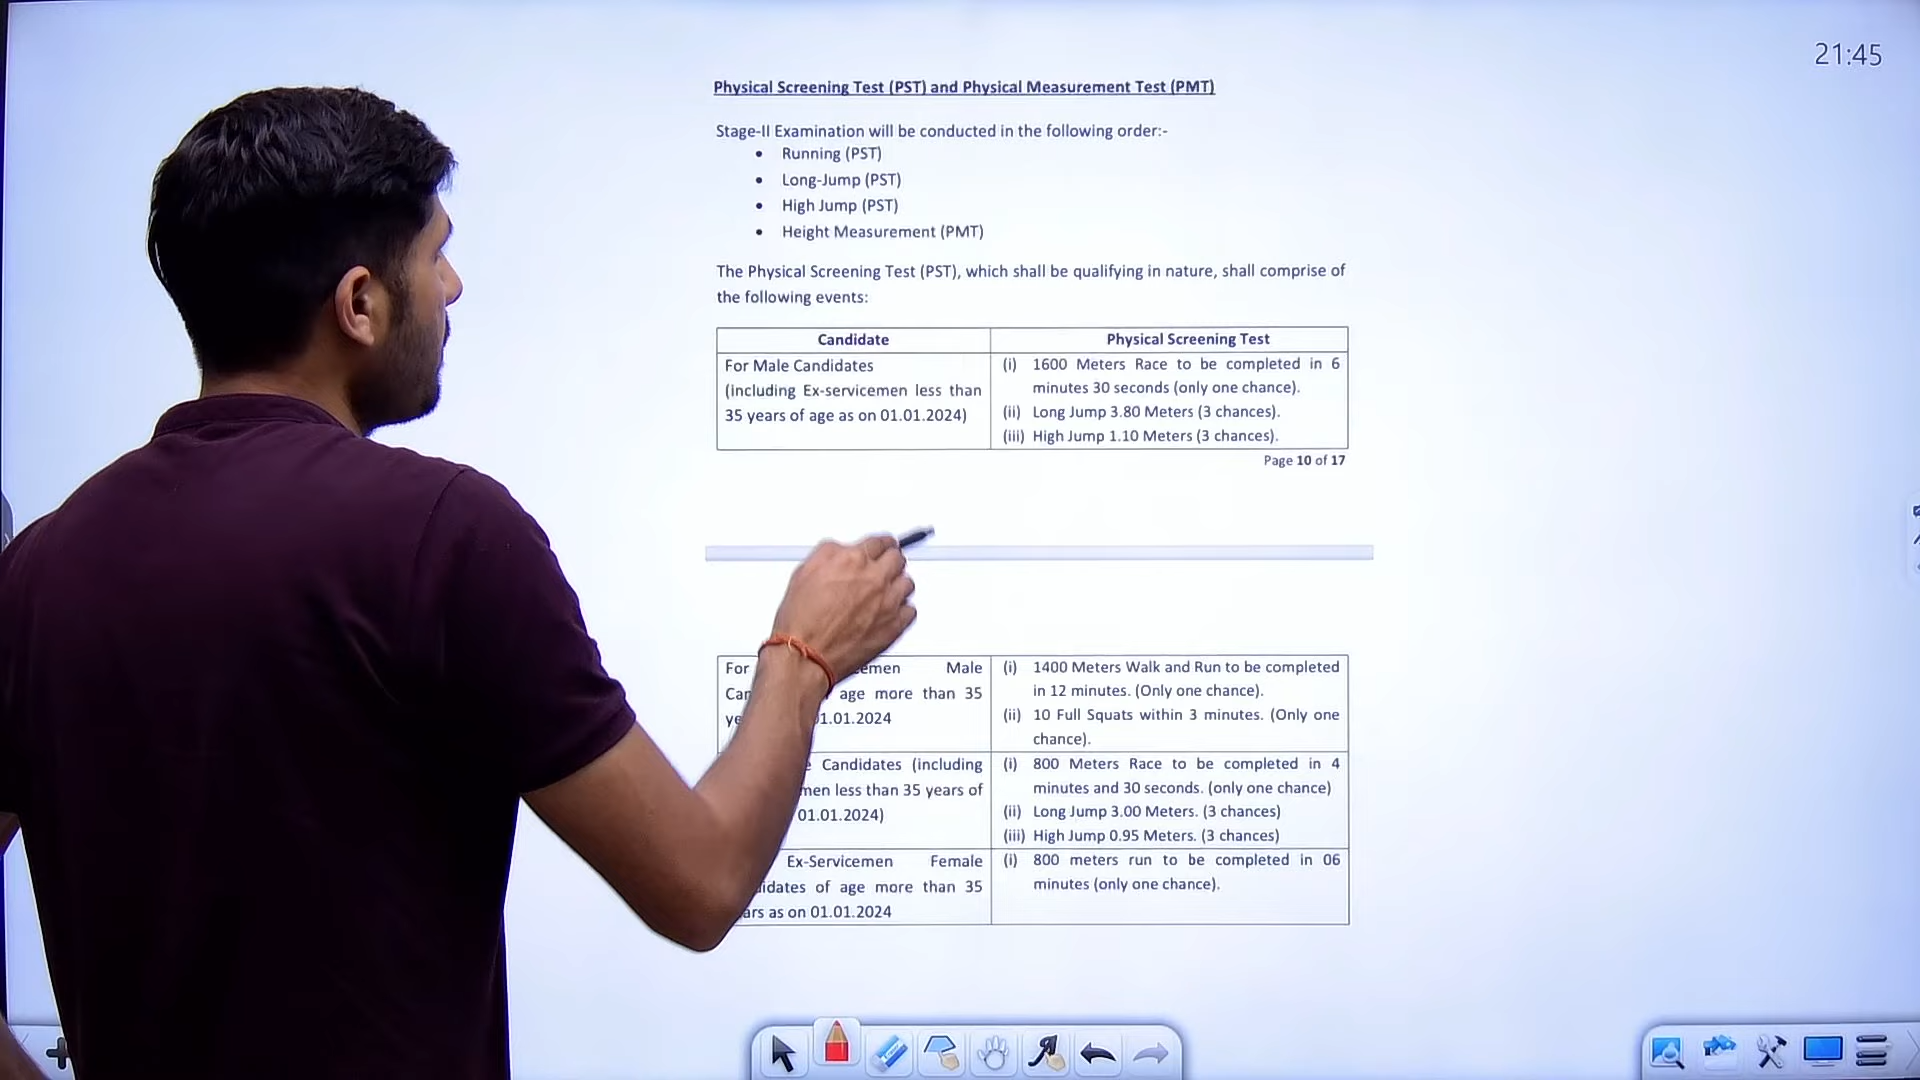 21:45
Physical Screening Test (PST) and Physical Measurement Test (PMT)
Stage-II Examination will be conducted in the following order:-
• Running (PST)
• Long-Jump (PST)
• High Jump (PST)
• Height Measurement (PMT)
The Physical Screening Test (PST), which shall be qualifying in nature, shall comprise of
the following events:
Candidate
Physical Screening Test
For Male Candidates
(including Ex-servicemen less than
35 years of age as on 01.01.2024)
(i) 1600 Meters Race to be completed in 6
minutes 30 seconds (only one chance).
(ii) Long Jump 3.80 Meters (3 chances).
(iii) High Jump 1.10 Meters (3 chances).
Page 10 of 17
For Male
age more than 35
1.01.2024
(i) 1400 Meters Walk and Run to be completed
in 12 minutes. (Only one chance).
(ii) 10 Full Squats within 3 minutes. (Only one
chance).
Candidates (including
men less than 35 years of
01.01.2024)
(i) 800 Meters Race to be completed in 4
minutes and 30 seconds. (only one chance)
(ii) Long Jump 3.00 Meters. (3 chances)
(iii) High Jump 0.95 Meters. (3 chances)
Ex-Servicemen Female
idates of age more than 35
ars as on 01.01.2024
(i) 800 meters run to be completed in 06
minutes (only one chance).